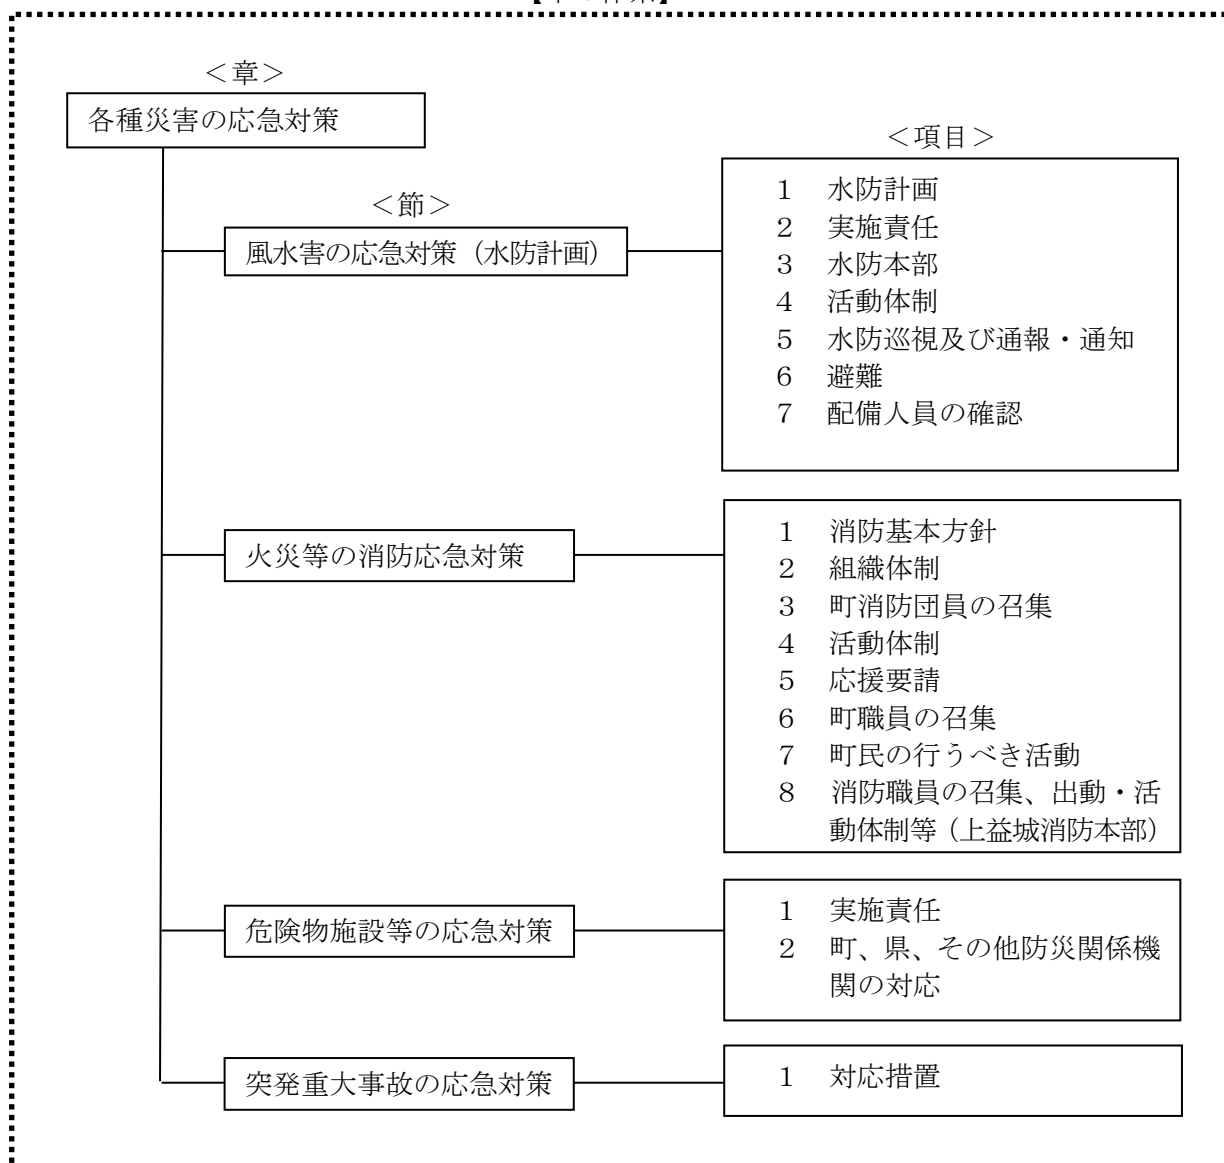 ＜章＞
各種災害の応急対策
＜項目＞
＜節＞
風水害の応急対策（水防計画）
１　水防計画
２　実施責任
３　水防本部
４　活動体制
５　水防巡視及び通報・通知
６　避難
７　配備人員の確認
火災等の消防応急対策
１　消防基本方針
２　組織体制
３　町消防団員の召集
４　活動体制
５　応援要請
６　町職員の召集
７　町民の行うべき活動
８　消防職員の召集、出動・活
動体制等（上益城消防本部）
危険物施設等の応急対策
１　実施責任
２　町、県、その他防災関係機
関の対応
突発重大事故の応急対策
１　対応措置